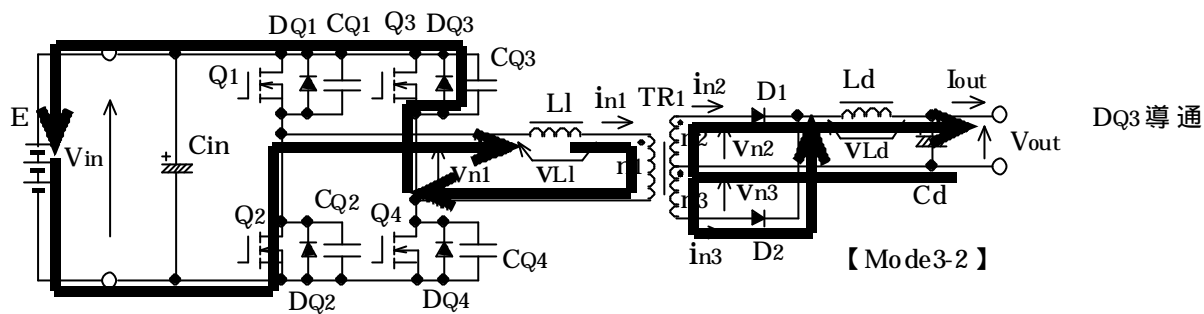 DQ1 CQ1 Q3 DQ3
CQ3
Q1
E
Vin
+
Cin
Ll
in1
TR1
in2
D1
Ld
Iout
DQ3導通
n1
n2
Vn1
VLl
Vn2
VLd
Vout
Vn3
n3
Cd
Q2
CQ2
Q4
in3
D2
CQ4
【Mode3-2】
DQ2
DQ4